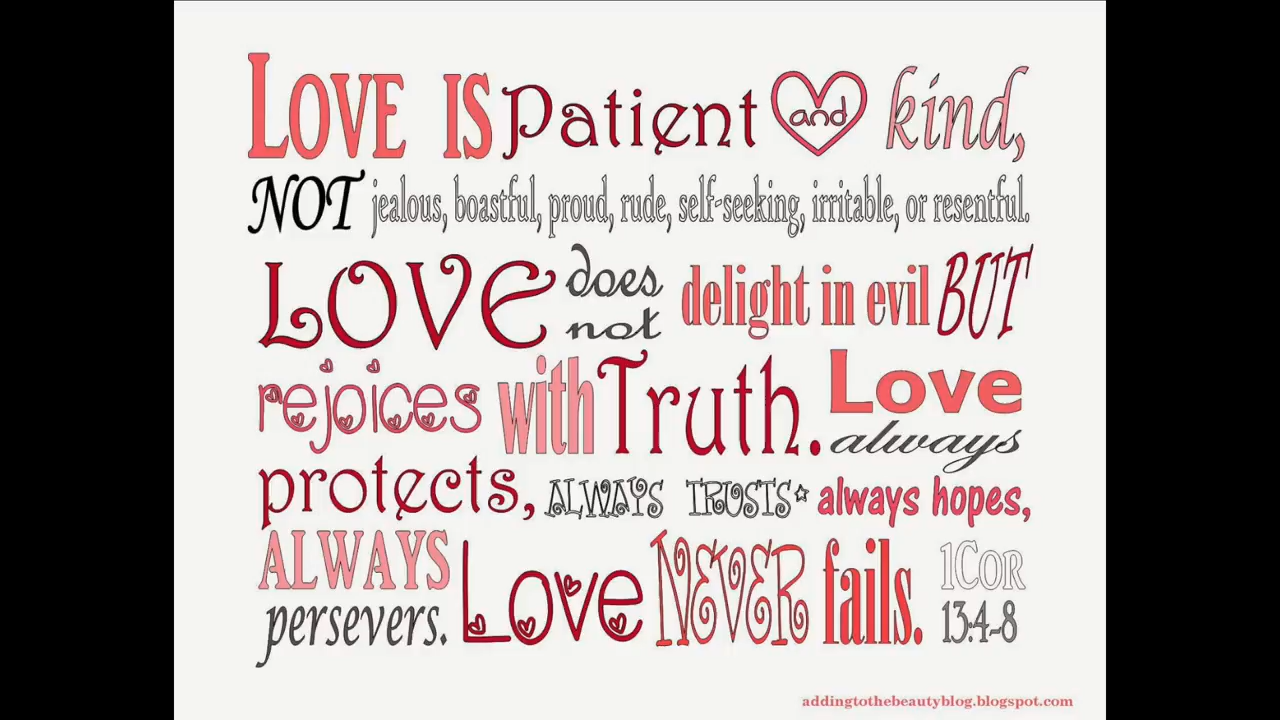 LOVE IS Patient and kind,
NOT jealous, boastful, proud, rude, self-seeking, irritable, or resentful.
LOVE does not delight in evil BUT
rejoices with Truth. Love always
protects, ALWAYS TRUSTS* always hopes,
ALWAYS persevers. Love NEVER fails. 1COR 13:4-8
addingtothebeautyblog.blogspot.com